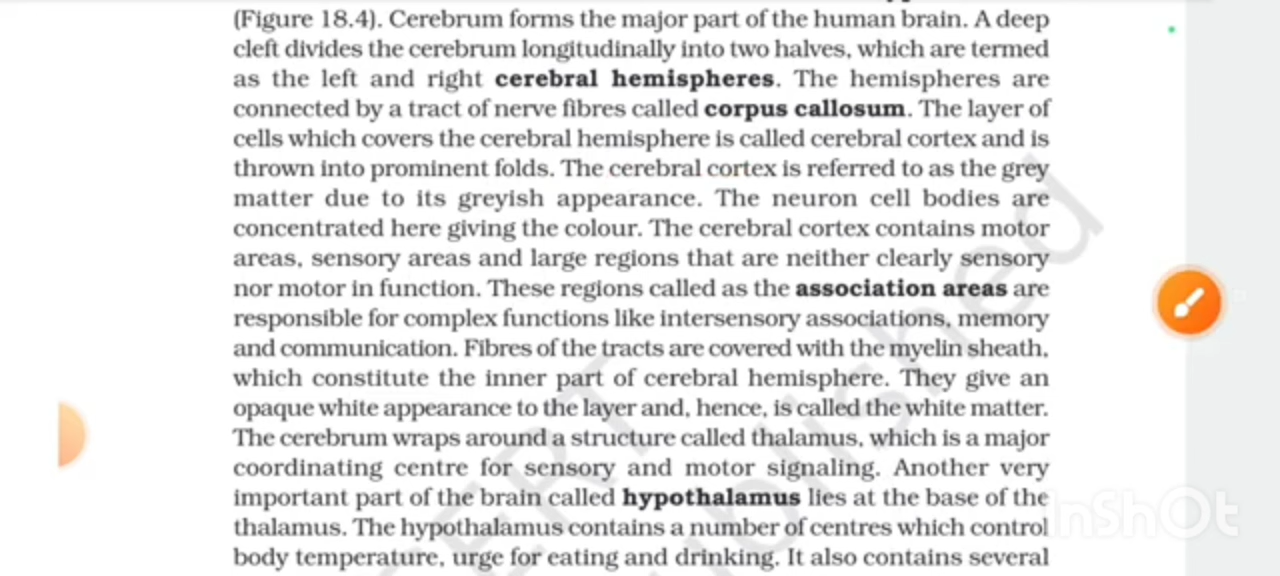 (Figure 18.4). Cerebrum forms the major part of the human brain. A deep
cleft divides the cerebrum longitudinally into two halves, which are termed
as the left and right cerebral hemispheres. The hemispheres are
connected by a tract of nerve fibres called corpus callosum. The layer of
cells which covers the cerebral hemisphere is called cerebral cortex and is
thrown into prominent folds. The cerebral cortex is referred to as the grey
matter due to its greyish appearance. The neuron cell bodies are
concentrated here giving the colour. The cerebral cortex contains motor
areas, sensory areas and large regions that are neither clearly sensory
nor motor in function. These regions called as the association areas are
responsible for complex functions like intersensory associations, memory
and communication. Fibres of the tracts are covered with the myelin sheath,
which constitute the inner part of cerebral hemisphere. They give an
opaque white appearance to the layer and, hence, is called the white matter.
The cerebrum wraps around a structure called thalamus, which is a major
coordinating centre for sensory and motor signaling. Another very
important part of the brain called hypothalamus lies at the base of the
thalamus. The hypothalamus contains a number of centres which control
body temperature, urge for eating and drinking. It also contains several
InShOt